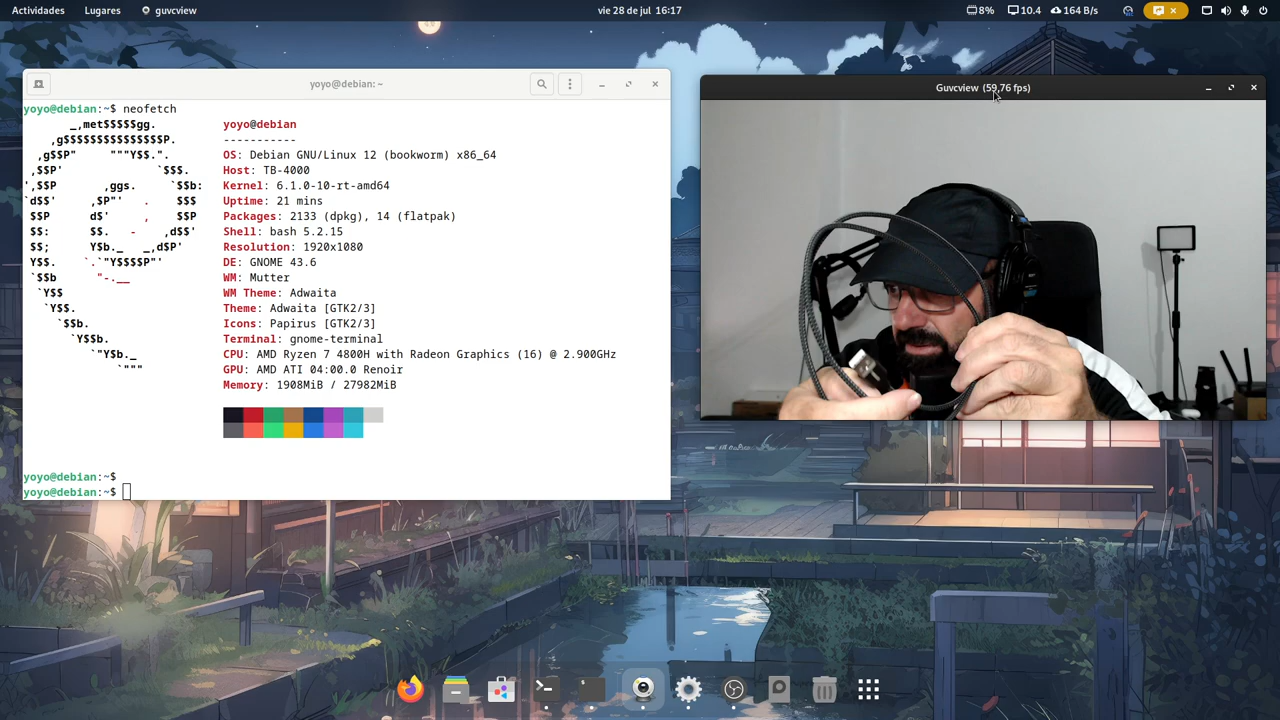 Actividades Lugares guvcview vie 28 de jul 16:17 8% 10.4 164 B/s
yoyo@debian: ~
Guvcview (59.76 fps)
yoyo@debian:~$ neofetch
_,met$$$$$gg.
,g$$$$$$$$$$$$$$$P.
,g$$P" """Y$$.".
,$$P' `$$$.
',$$P ,ggs. `$$b:
`d$$' ,$P"' . $$$
$$P d$' , $$P
$$: $$. - ,d$$'
$$; Y$b._ _,d$P'
Y$$. `.`"Y$$$$P"'
`$$b "-.__
`Y$$
`Y$$.
`$$b.
`Y$$b.
`"Y$b._
`"""
yoyo@debian
-----------
OS: Debian GNU/Linux 12 (bookworm) x86_64
Host: TB-4000
Kernel: 6.1.0-10-rt-amd64
Uptime: 21 mins
Packages: 2133 (dpkg), 14 (flatpak)
Shell: bash 5.2.15
Resolution: 1920x1080
DE: GNOME 43.6
WM: Mutter
WM Theme: Adwaita
Theme: Adwaita [GTK2/3]
Icons: Papirus [GTK2/3]
Terminal: gnome-terminal
CPU: AMD Ryzen 7 4800H with Radeon Graphics (16) @ 2.900GHz
GPU: AMD ATI 04:00.0 Renoir
Memory: 1908MiB / 27982MiB
yoyo@debian:~$
yoyo@debian:~$